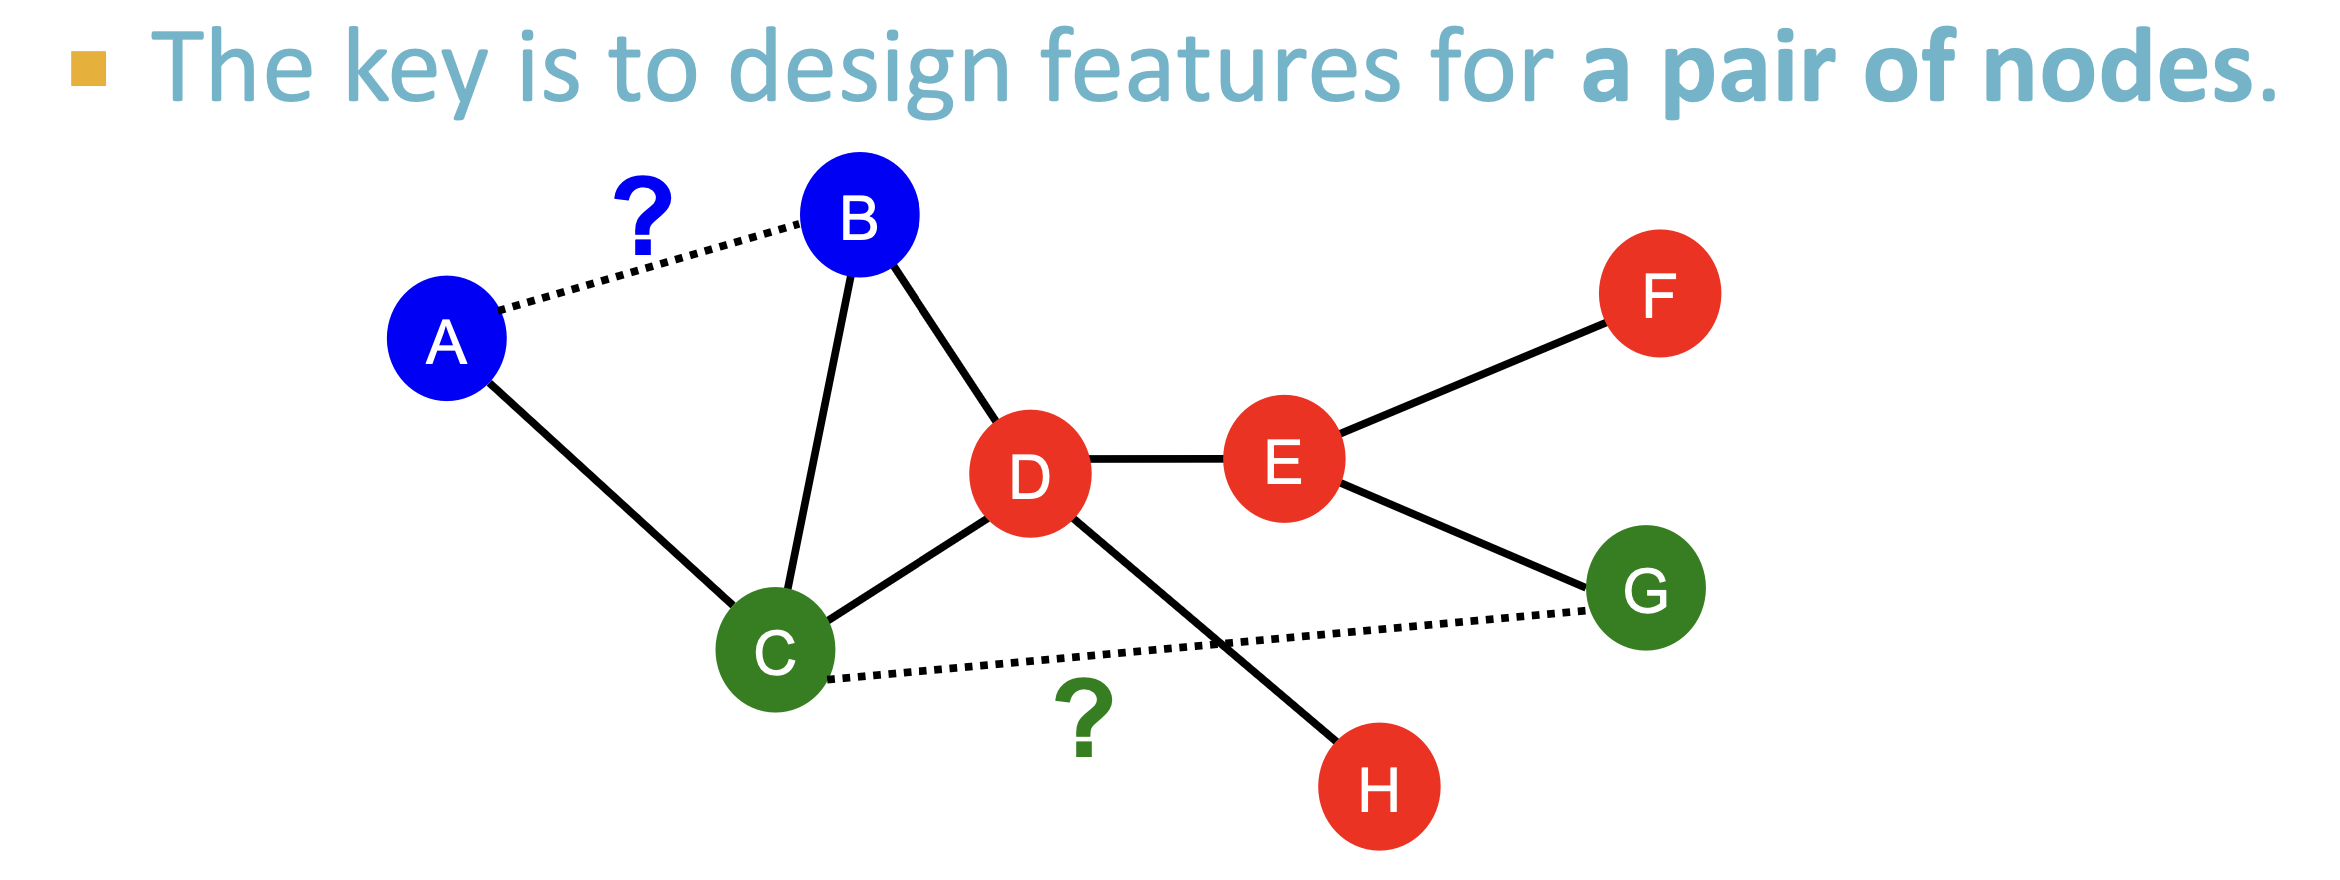 The key is to design features for a pair of nodes.
?
B
F
A
D
E
G
C
?
H